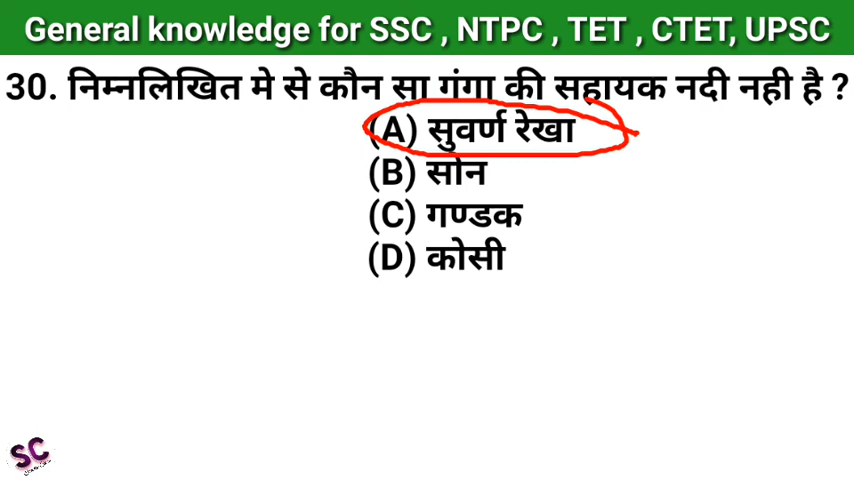 General knowledge for SSC , NTPC , TET , CTET, UPSC
30. निम्नलिखित मे से कौन सा गंगा की सहायक नदी नही है ?
(A) सुवर्ण रेखा
(B) सोन
(C) गण्डक
(D) कोसी
SC